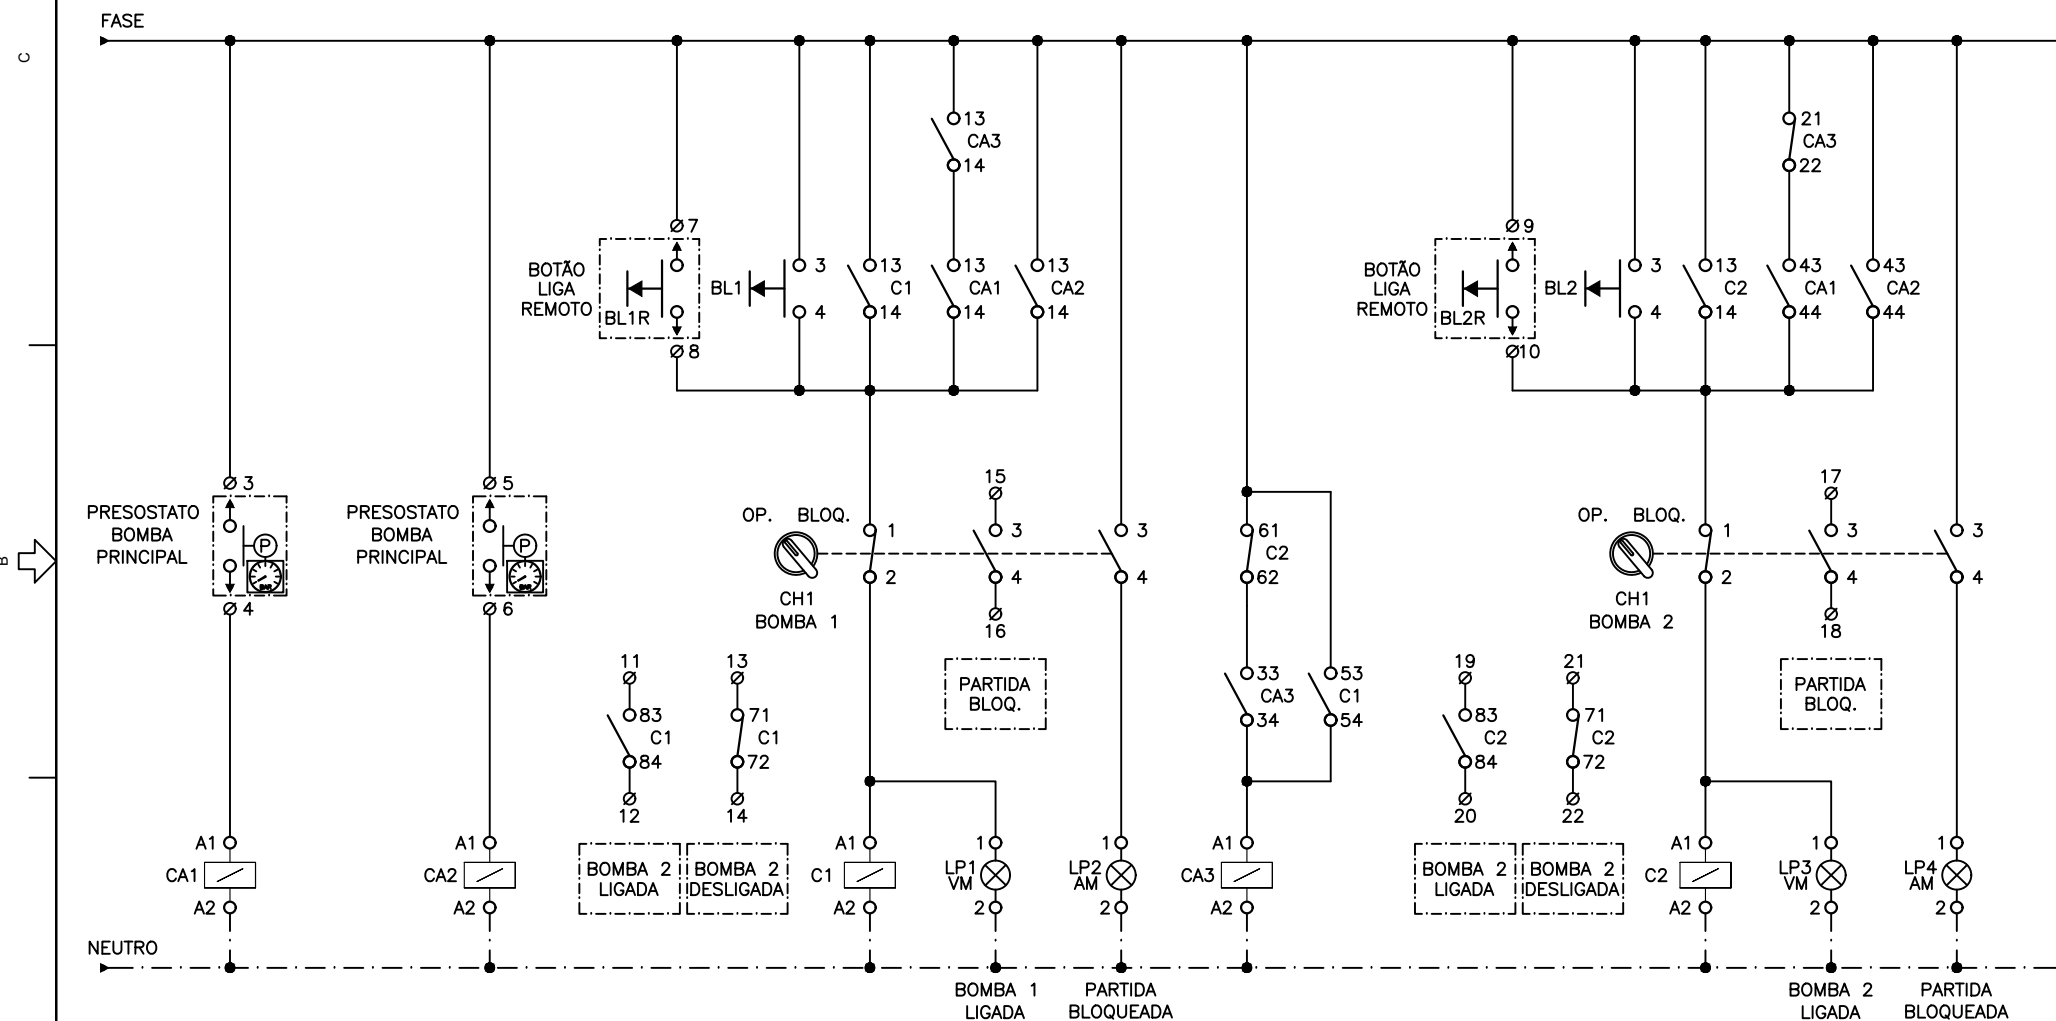 FASE
C
13
CA3
14
21
CA3
22
7
9
BOTÃO
LIGA
REMOTO
BL1R
8
BL1
3
4
13
C1
14
13
CA1
14
13
CA2
14
BOTÃO
LIGA
REMOTO
BL2R
10
BL2
3
4
13
C2
14
43
CA1
44
43
CA2
44
B
3
PRESOSTATO
BOMBA
PRINCIPAL
P
BAR
4
5
PRESOSTATO
BOMBA
PRINCIPAL
P
BAR
6
OP. BLOQ.
CH1
BOMBA 1
1
2
15
3
4
16
3
4
61
C2
62
OP. BLOQ.
CH1
BOMBA 2
1
2
17
3
4
18
3
4
11
83
C1
84
12
13
71
C1
72
14
PARTIDA
BLOQ.
33
CA3
34
53
C1
54
19
83
C2
84
20
21
71
C2
72
22
PARTIDA
BLOQ.
A1
CA1
A2
A1
CA2
A2
BOMBA 2
LIGADA
BOMBA 2
DESLIGADA
A1
C1
A2
1
LP1
VM
2
1
LP2
AM
2
A1
CA3
A2
BOMBA 2
LIGADA
BOMBA 2
DESLIGADA
A1
C2
A2
1
LP3
VM
2
1
LP4
AM
2
NEUTRO
BOMBA 1
LIGADA
PARTIDA
BLOQUEADA
BOMBA 2
LIGADA
PARTIDA
BLOQUEADA